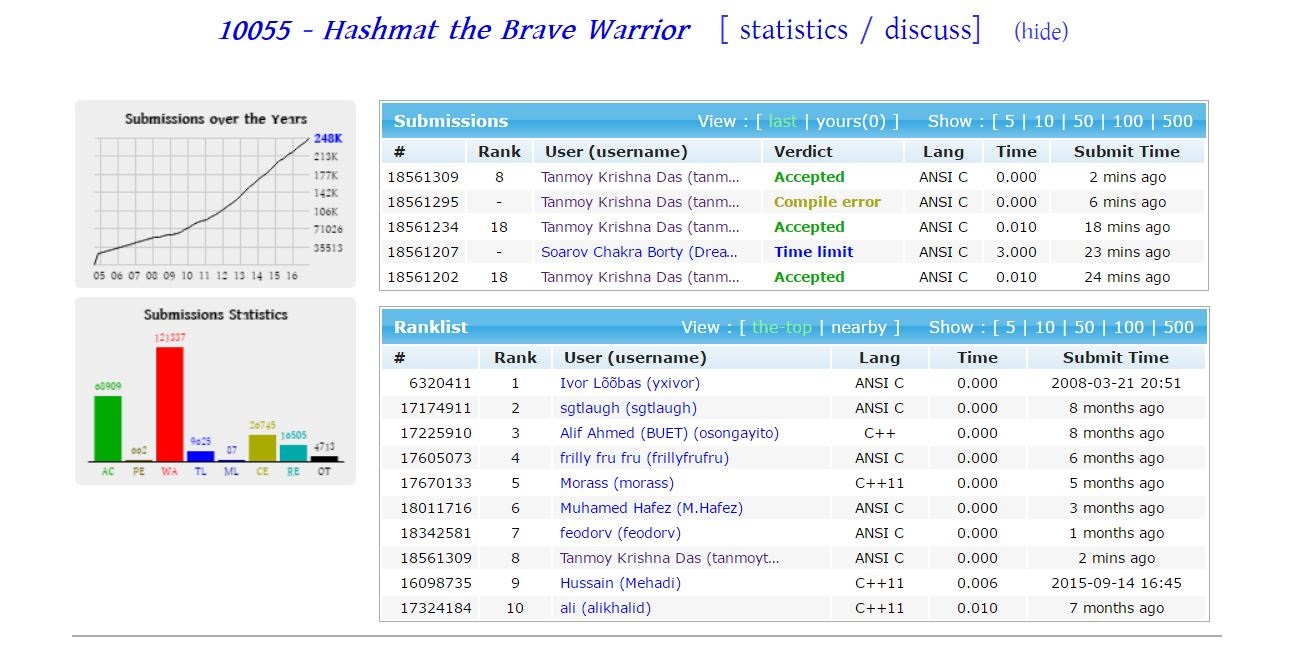 10055 - Hashmat the Brave Warrior [ statistics / discuss] (hide)
Submissions over the Years
248K
213K
177K
142K
106K
71026
35513
05 06 07 08 09 10 11 12 13 14 15 16
Submissions Statistics
121337
68909
662
9625
87
26745
16505
4713
AC PE WA TL ML CE RE OT
Submissions View : [ last | yours(0) ] Show : [ 5 | 10 | 50 | 100 | 500
# Rank User (username) Verdict Lang Time Submit Time
18561309 8 Tanmoy Krishna Das (tanm... Accepted ANSI C 0.000 2 mins ago
18561295 - Tanmoy Krishna Das (tanm... Compile error ANSI C 0.000 6 mins ago
18561234 18 Tanmoy Krishna Das (tanm... Accepted ANSI C 0.010 18 mins ago
18561207 - Soarov Chakra Borty (Drea... Time limit ANSI C 3.000 23 mins ago
18561202 18 Tanmoy Krishna Das (tanm... Accepted ANSI C 0.010 24 mins ago
Ranklist View : [ the-top | nearby ] Show : [ 5 | 10 | 50 | 100 | 500
# Rank User (username) Lang Time Submit Time
6320411 1 Ivor Lõõbas (yxivor) ANSI C 0.000 2008-03-21 20:51
17174911 2 sgtlaugh (sgtlaugh) ANSI C 0.000 8 months ago
17225910 3 Alif Ahmed (BUET) (osongayito) C++ 0.000 8 months ago
17605073 4 frilly fru fru (frillyfrufru) ANSI C 0.000 6 months ago
17670133 5 Morass (morass) C++11 0.000 5 months ago
18011716 6 Muhamed Hafez (M.Hafez) ANSI C 0.000 3 months ago
18342581 7 feodorv (feodorv) ANSI C 0.000 1 months ago
18561309 8 Tanmoy Krishna Das (tanmoyt... ANSI C 0.000 2 mins ago
16098735 9 Hussain (Mehadi) C++11 0.006 2015-09-14 16:45
17324184 10 ali (alikhalid) C++11 0.010 7 months ago